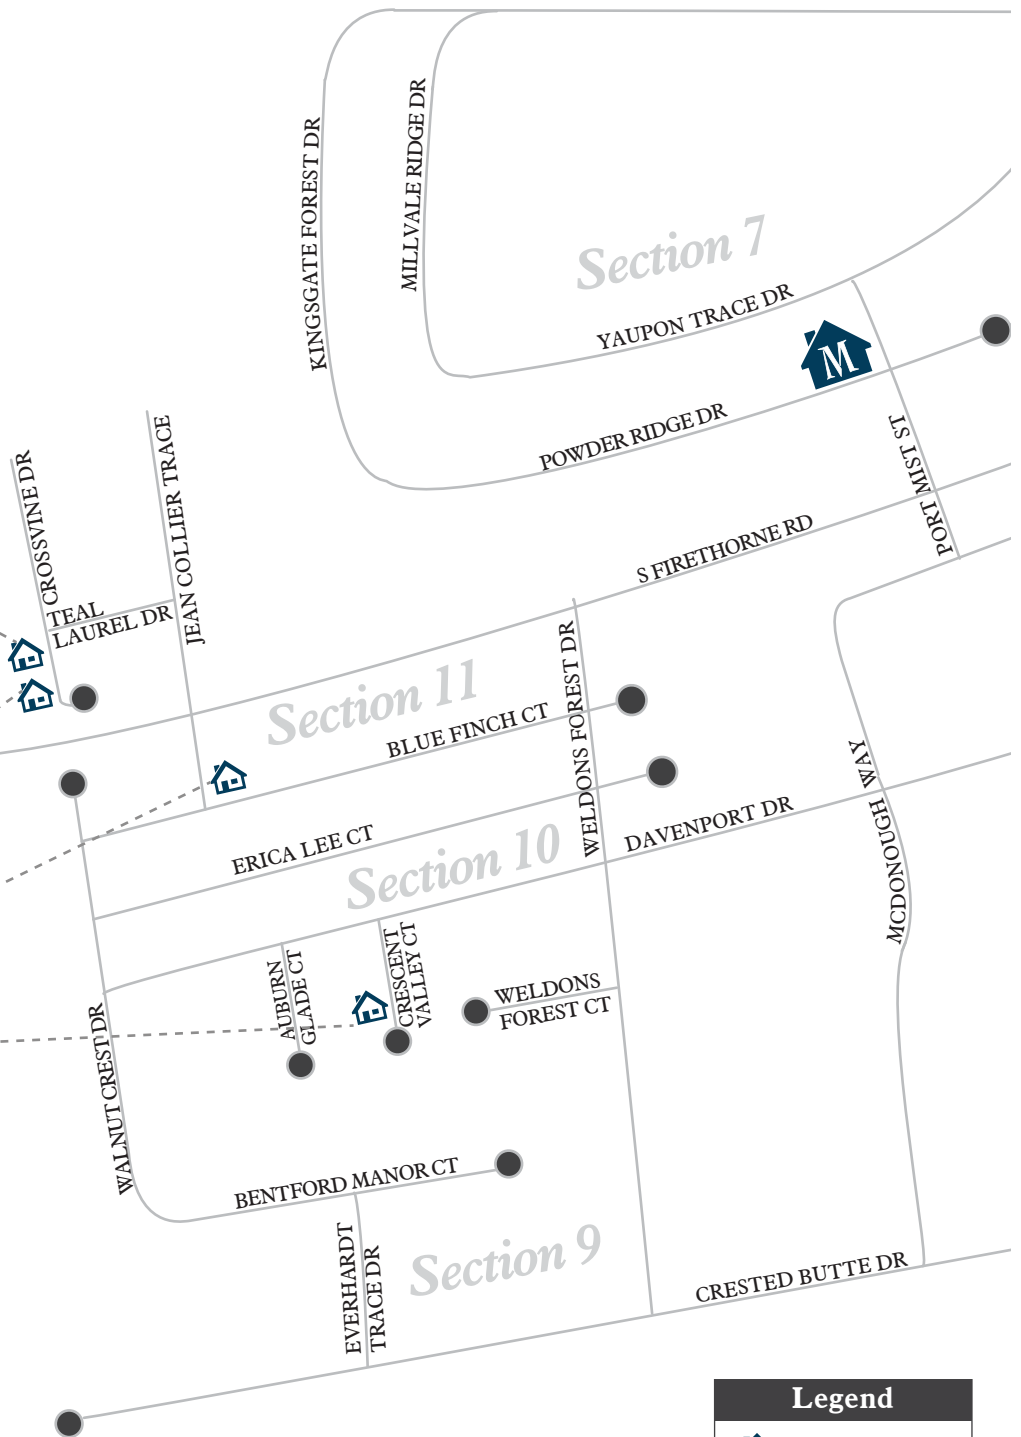 KINGSGATE FOREST DR
MILLVALE RIDGE DR
Section 7
YAUPON TRACE DR
M
POWDER RIDGE DR
PORT MIST ST
CROSSVINE DR
JEAN COLLIER TRACE
TEAL
LAUREL DR
S FIRETHORNE RD
Section 11
BLUE FINCH CT
WELDONS FOREST DR
MCDONOUGH WAY
ERICA LEE CT
DAVENPORT DR
Section 10
AUBURN
GLADE CT
CRESCENT
VALLEY CT
WELDONS
FOREST CT
WALNUT CREST DR
BENTFORD MANOR CT
EVERHARDT
TRACE DR
Section 9
CRESTED BUTTE DR
Legend